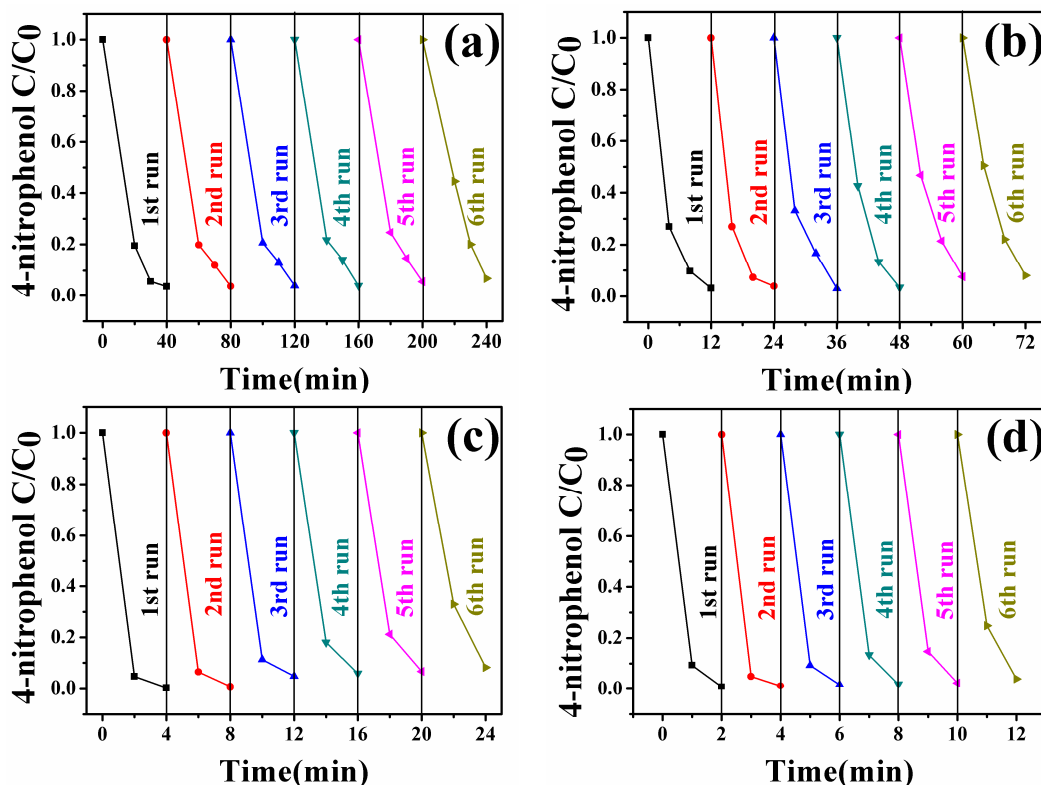 (a)
4-nitrophenol C/C0
1.0
0.8
0.6
0.4
0.2
0.0
1st run
2nd run
3rd run
4th run
5th run
6th run
0 40 80 120 160 200 240
Time(min)
(b)
4-nitrophenol C/C0
1.0
0.8
0.6
0.4
0.2
0.0
1st run
2nd run
3rd run
4th run
5th run
6th run
0 12 24 36 48 60 72
Time(min)
(c)
4-nitrophenol C/C0
1.0
0.8
0.6
0.4
0.2
0.0
1st run
2nd run
3rd run
4th run
5th run
6th run
0 4 8 12 16 20 24
Time(min)
(d)
4-nitrophenol C/C0
1.0
0.8
0.6
0.4
0.2
0.0
1st run
2nd run
3rd run
4th run
5th run
6th run
0 2 4 6 8 10 12
Time(min)